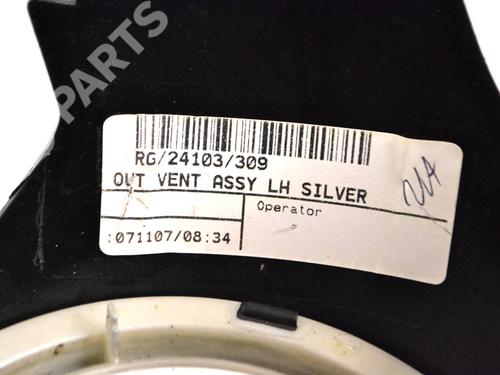 B PARTS
RG/24103/309
OUT VENT ASSY LH SILVER
Operator
:071107/08:34